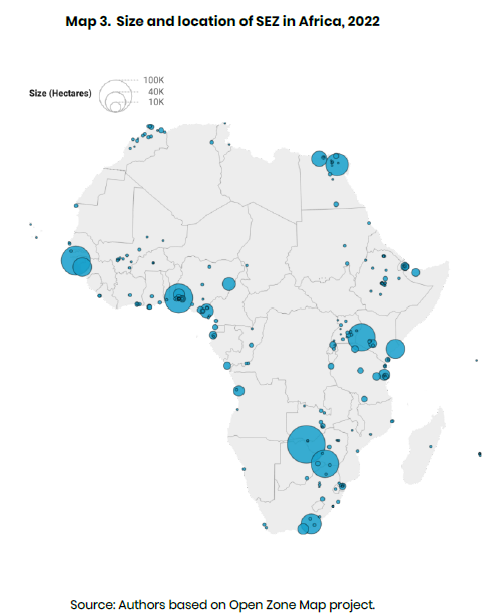 Map 3. Size and location of SEZ in Africa, 2022
Size (Hectares)
100K
40K
10K
Source: Authors based on Open Zone Map project.